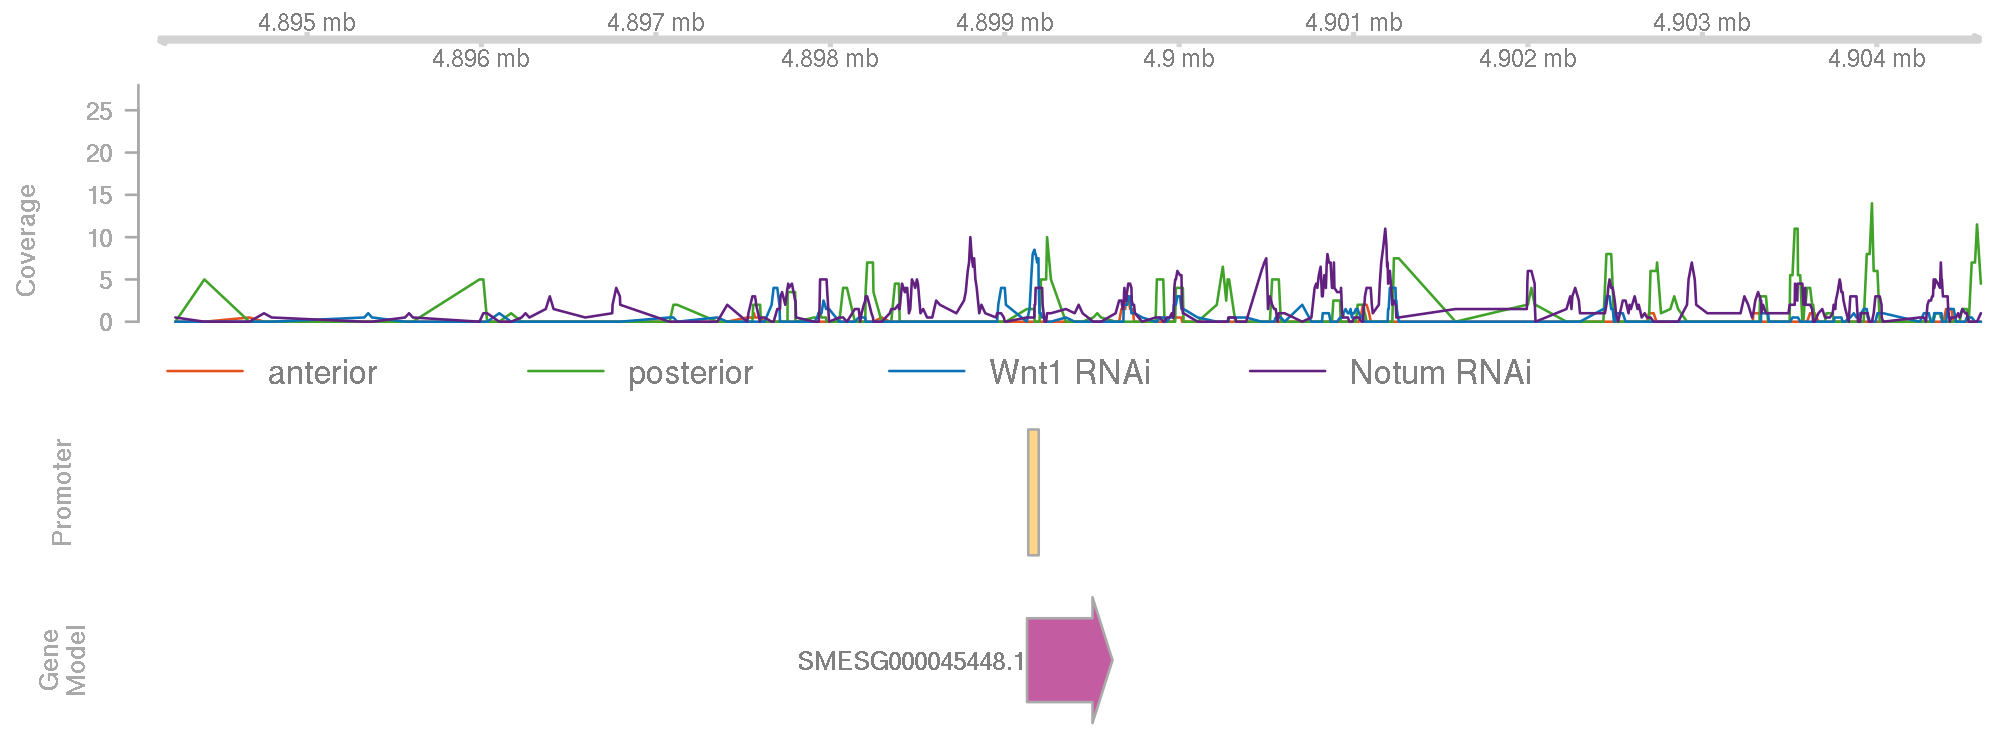 4.895 mb 4.897 mb 4.899 mb 4.901 mb 4.903 mb
4.896 mb 4.898 mb 4.9 mb 4.902 mb 4.904 mb
Coverage
25
20
15
10
5
0
anterior posterior Wnt1 RNAi Notum RNAi
Promoter
Gene
Model
SMESG000045448.1